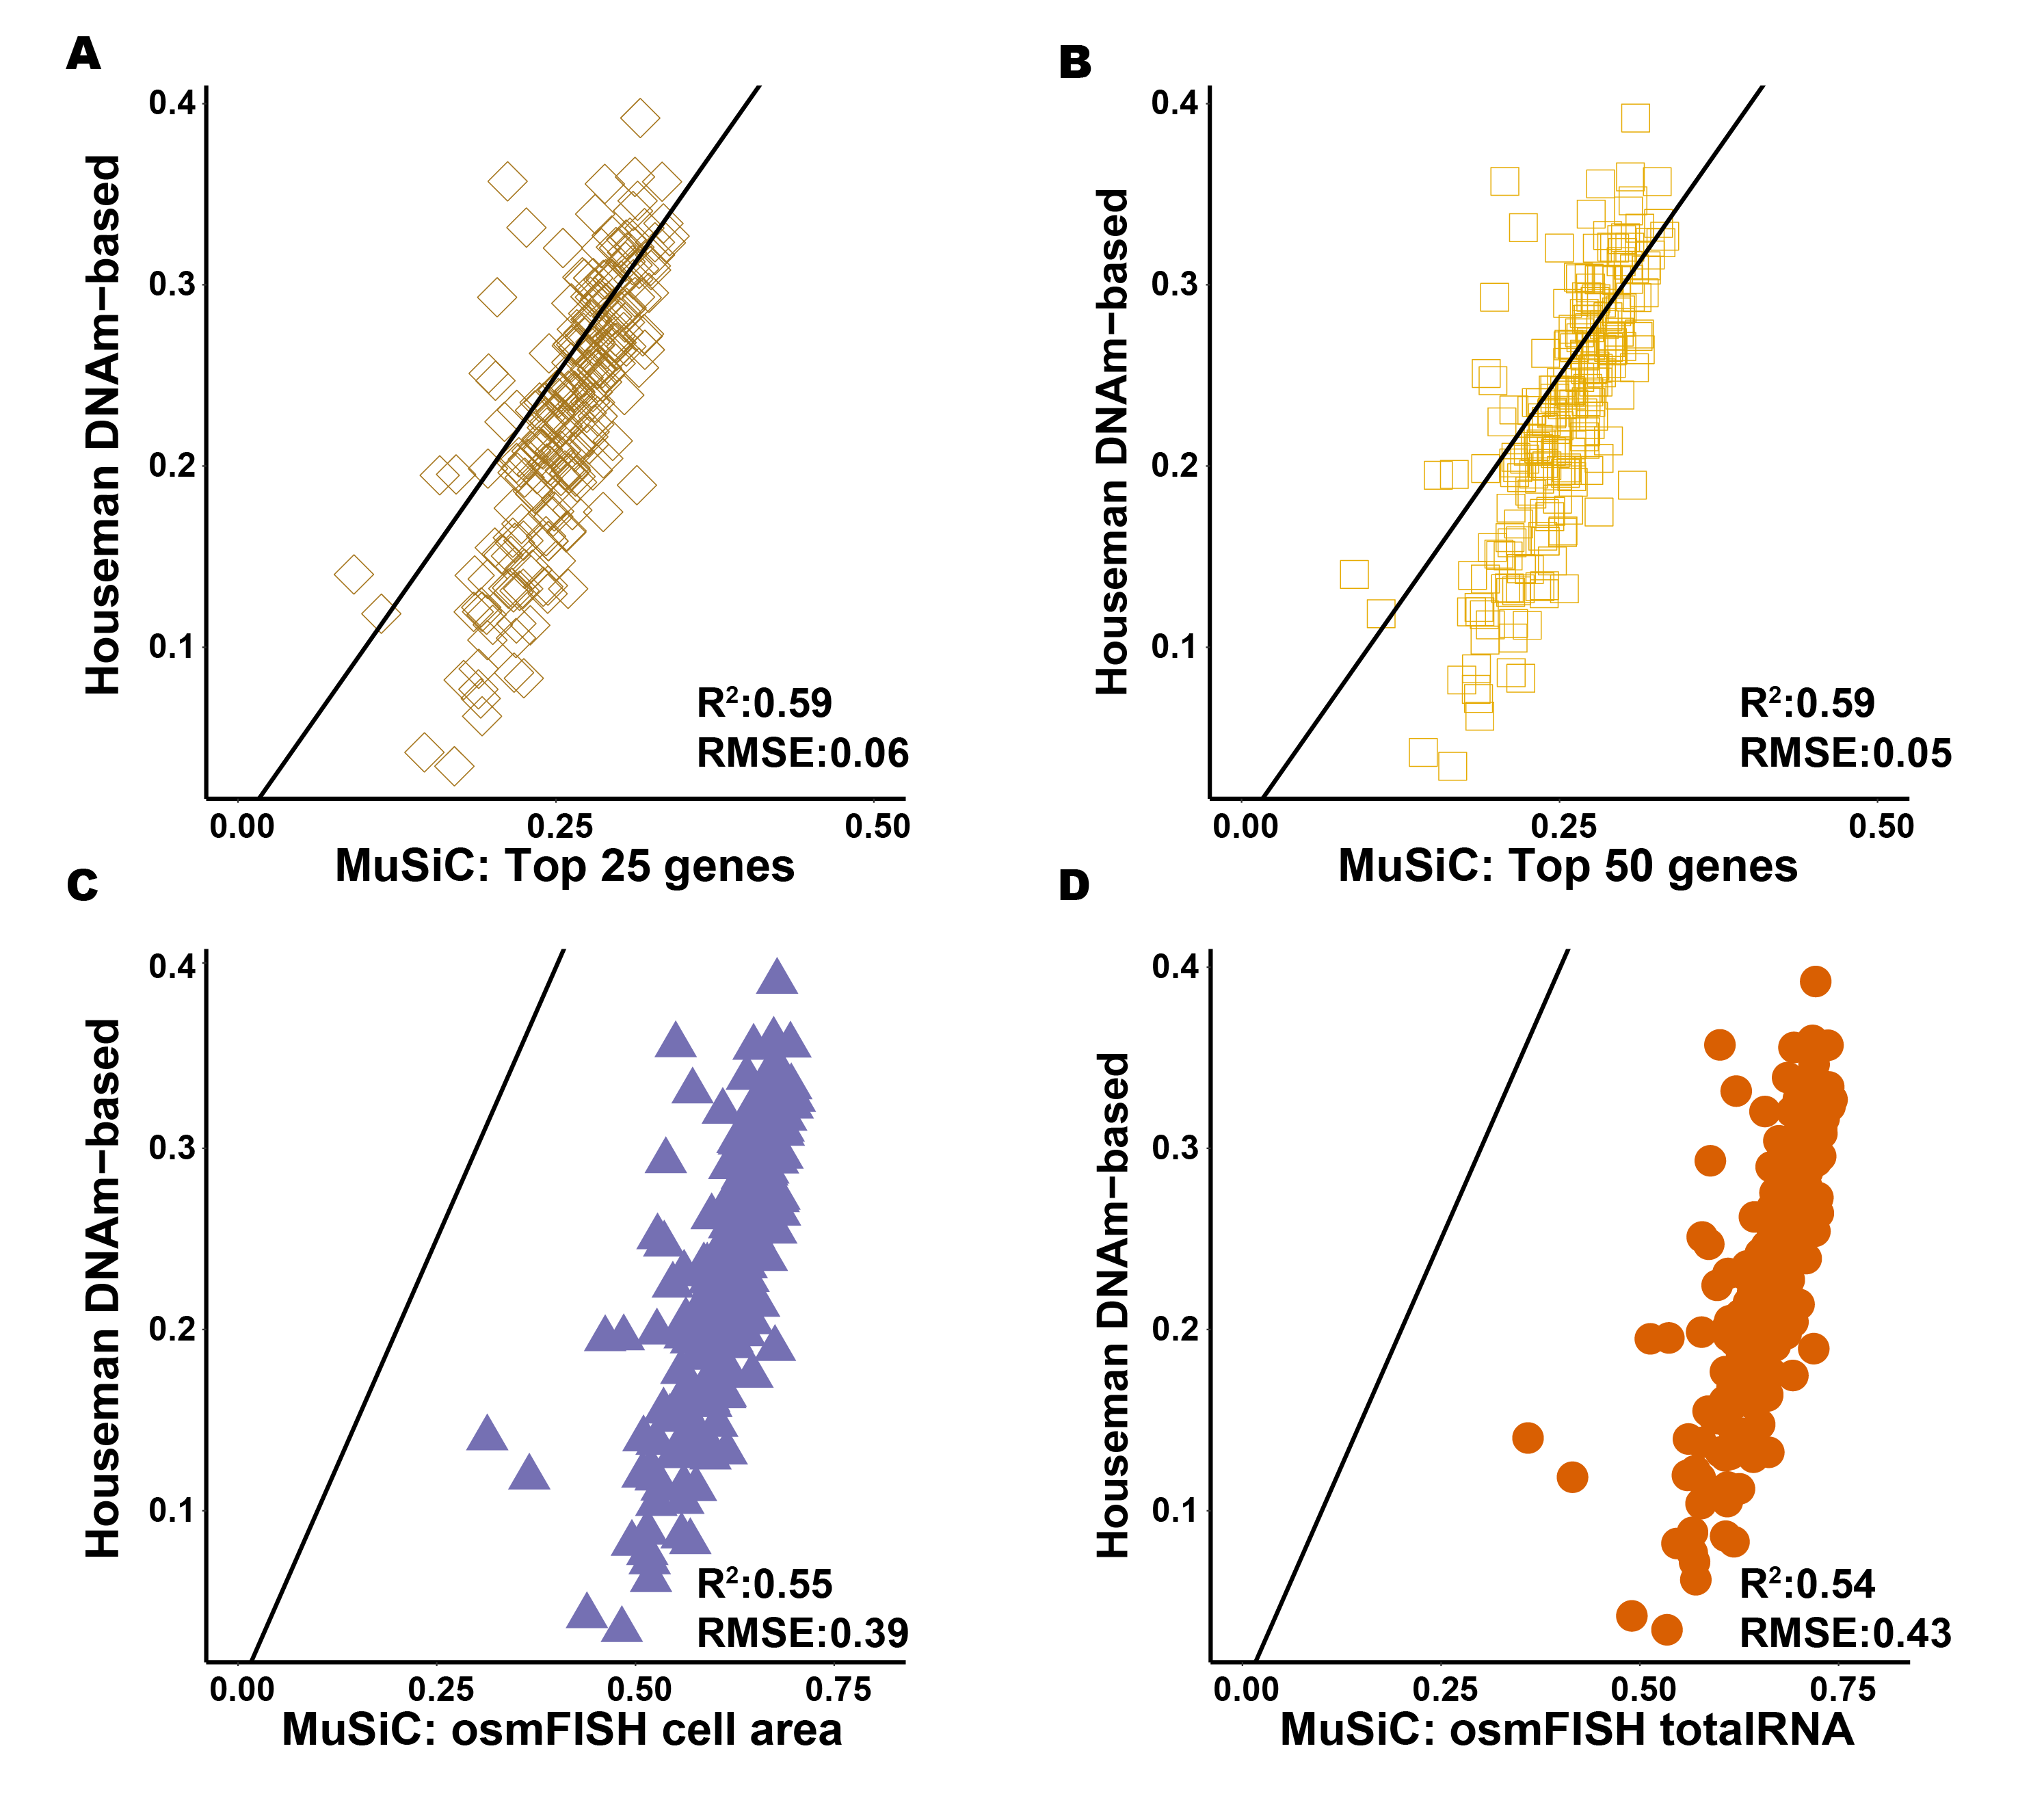 A
Houseman DNAm−based
0.4
0.3
0.2
0.1
R²:0.59
RMSE:0.06
0.00 0.25 0.50
MuSiC: Top 25 genes
B
Houseman DNAm−based
0.4
0.3
0.2
0.1
R²:0.59
RMSE:0.05
0.00 0.25 0.50
MuSiC: Top 50 genes
C
Houseman DNAm−based
0.4
0.3
0.2
0.1
R²:0.55
RMSE:0.39
0.00 0.25 0.50 0.75
MuSiC: osmFISH cell area
D
Houseman DNAm−based
0.4
0.3
0.2
0.1
R²:0.54
RMSE:0.43
0.00 0.25 0.50 0.75
MuSiC: osmFISH totalRNA